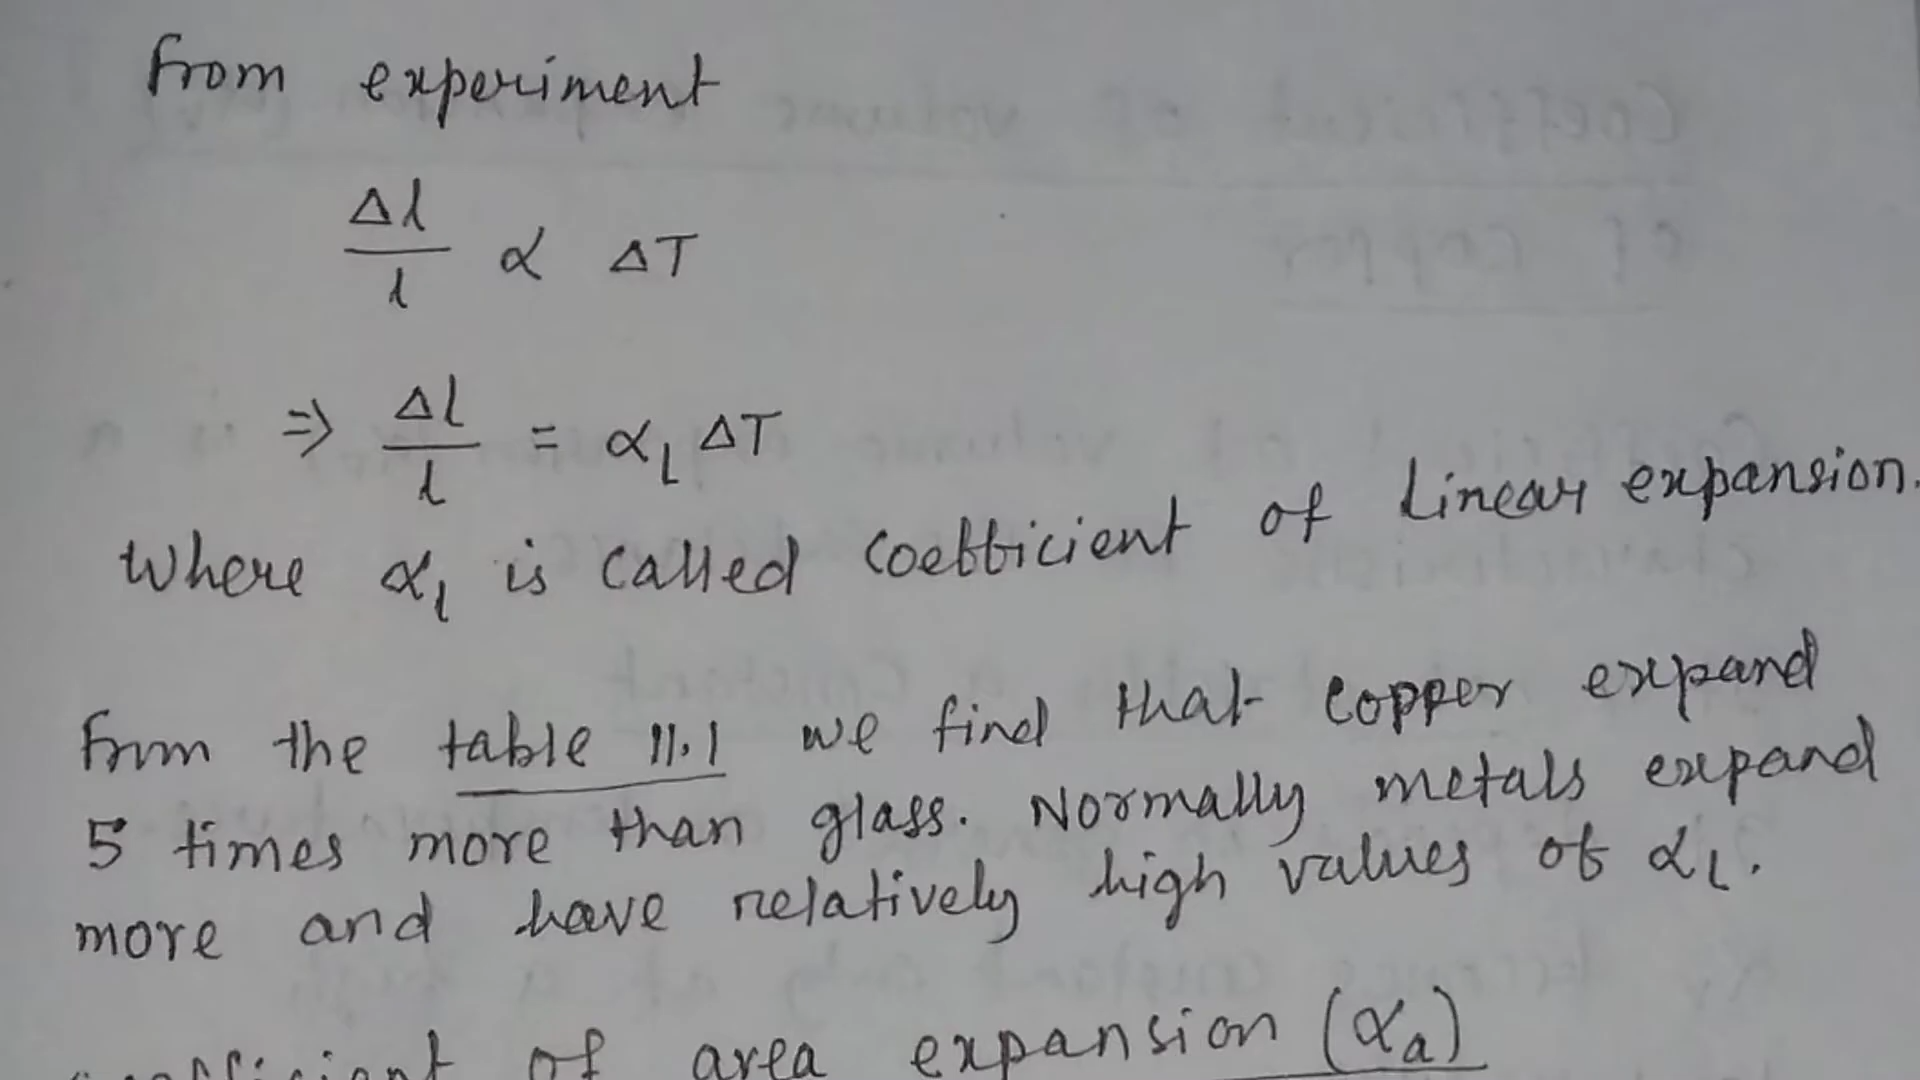 From experiment
Δl/l ∝ ΔT
⇒ Δl/l = α_l ΔT
Where α_l is called coefficient of Linear expansion.
From the table 11.1 we find that copper expand
5 times more than glass. Normally metals expand
more and have relatively high values of α_l.
coefficient of area expansion (α_a)